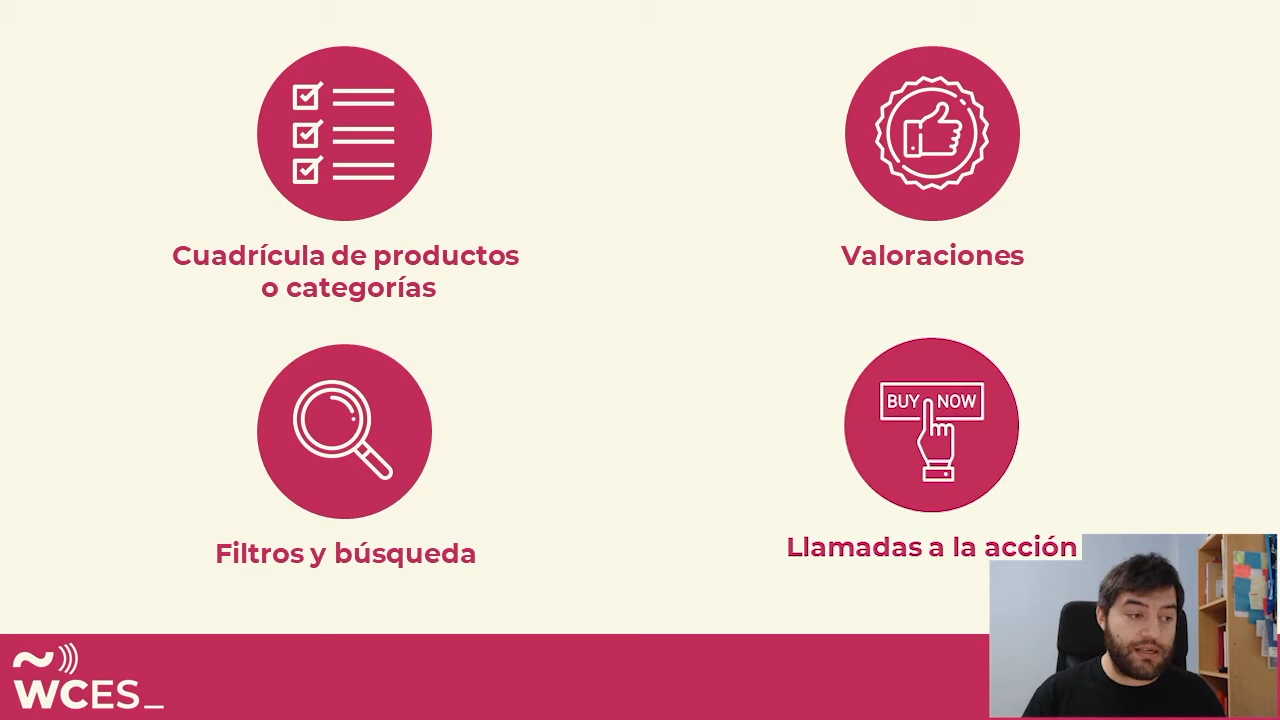 Cuadrícula de productos
o categorías
Valoraciones
Filtros y búsqueda
BUY NOW
Llamadas a la acción
WCES_